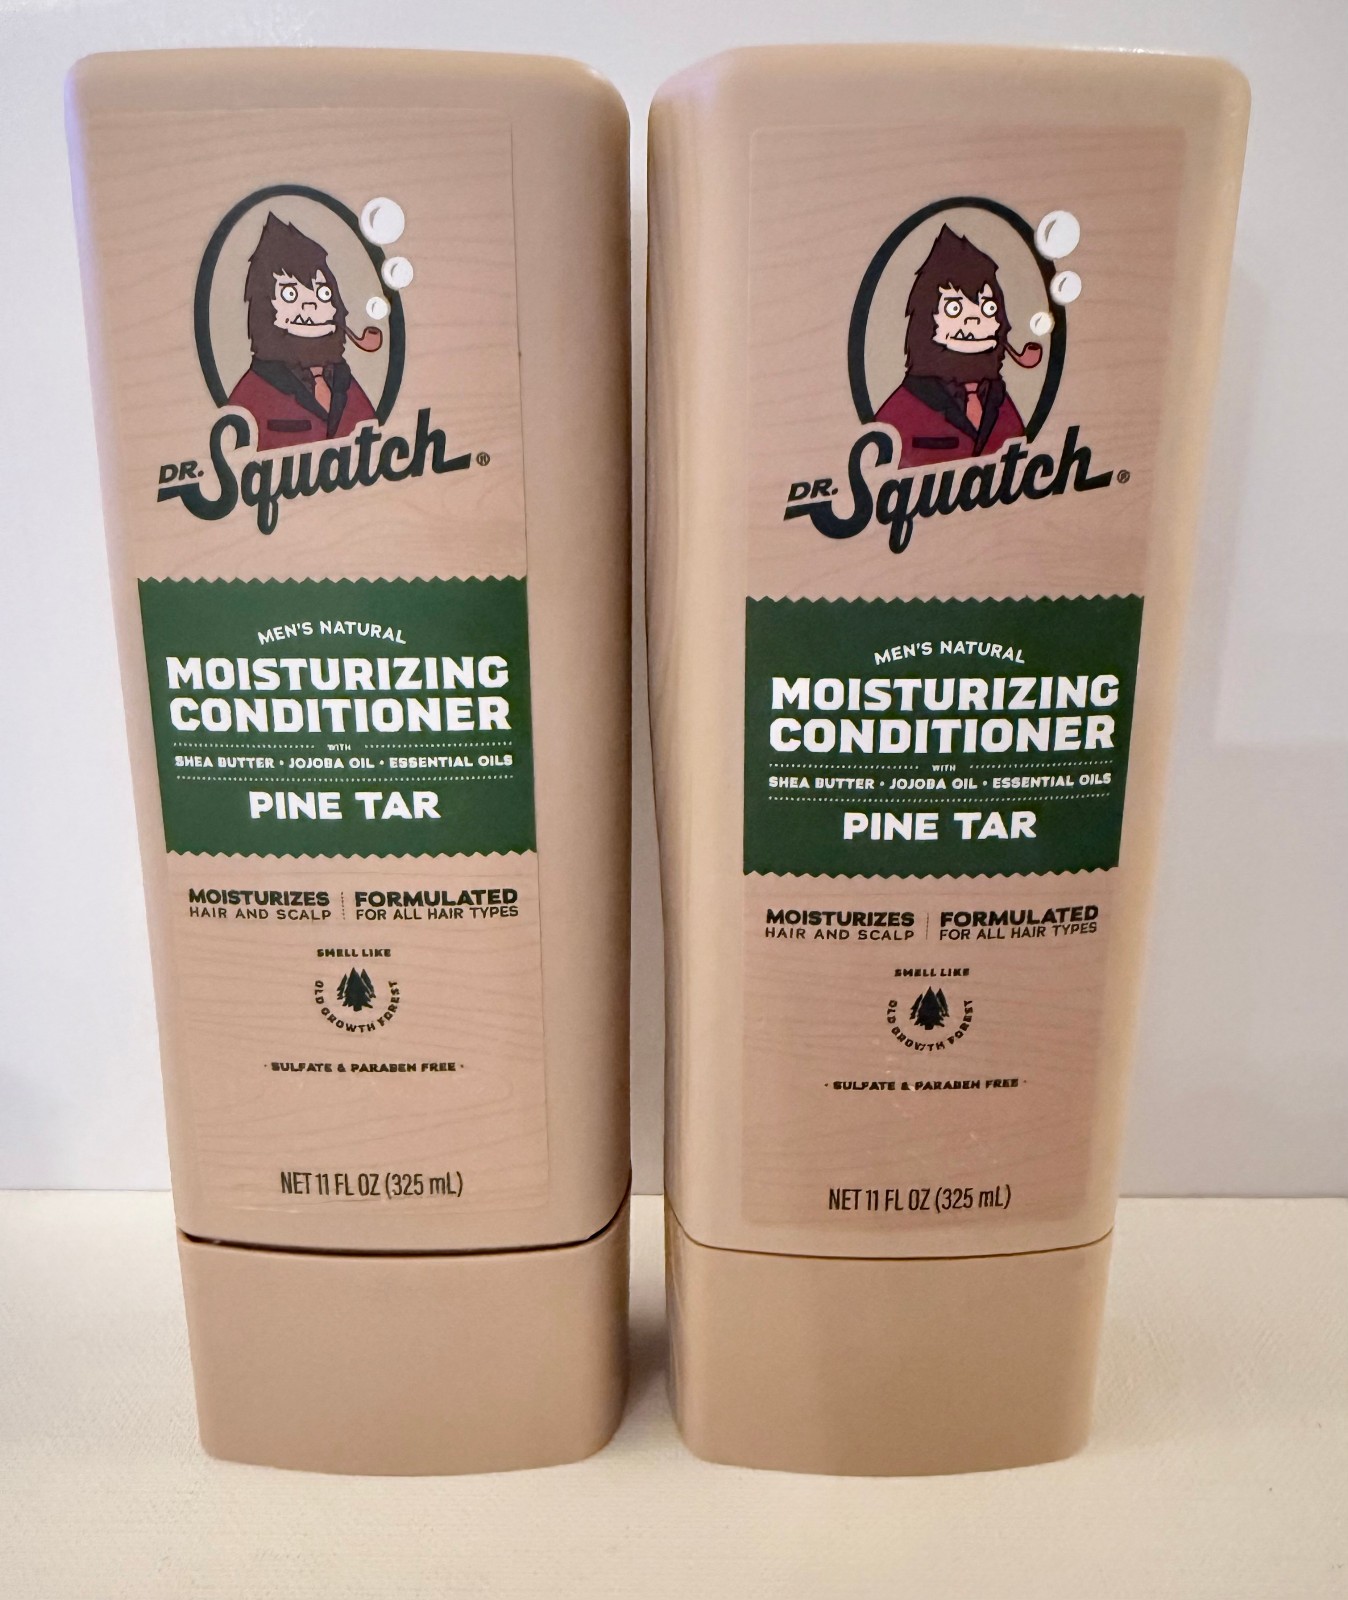 DR. Squatch®
MEN'S NATURAL
MOISTURIZING
CONDITIONER
WITH
SHEA BUTTER • JOJOBA OIL • ESSENTIAL OILS
PINE TAR
MOISTURIZES
HAIR AND SCALP
FORMULATED
FOR ALL HAIR TYPES
SMELL LIKE
OLD GROWTH FOREST
· SULFATE & PARABEN FREE ·
NET 11 FL OZ (325 mL)
DR. Squatch®
MEN'S NATURAL
MOISTURIZING
CONDITIONER
WITH
SHEA BUTTER • JOJOBA OIL • ESSENTIAL OILS
PINE TAR
MOISTURIZES
HAIR AND SCALP
FORMULATED
FOR ALL HAIR TYPES
SMELL LIKE
OLD GROWTH FOREST
· SULFATE & PARABEN FREE ·
NET 11 FL OZ (325 mL)